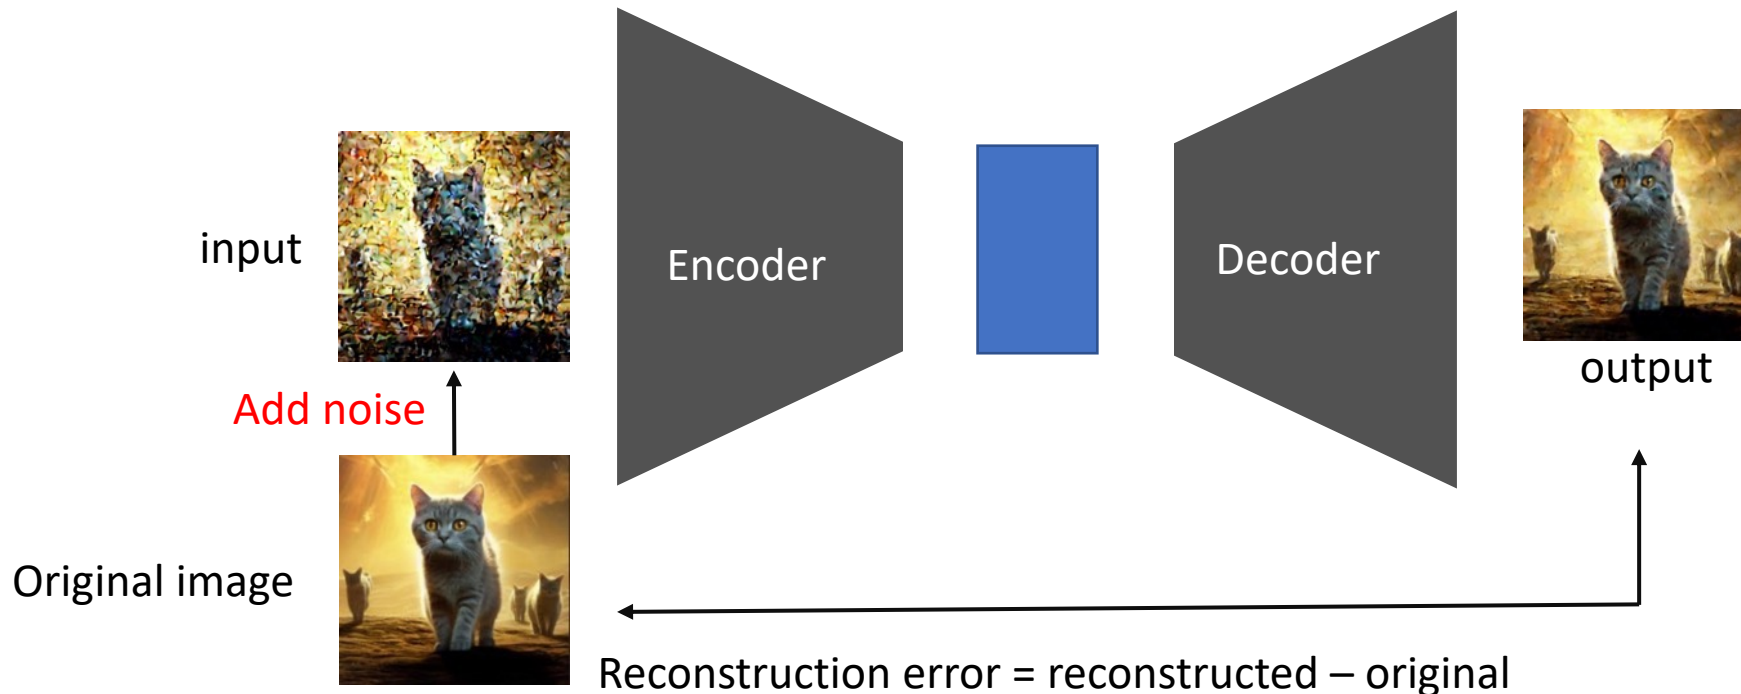 input
Encoder
Decoder
output
Add noise
Original image
Reconstruction error = reconstructed – original